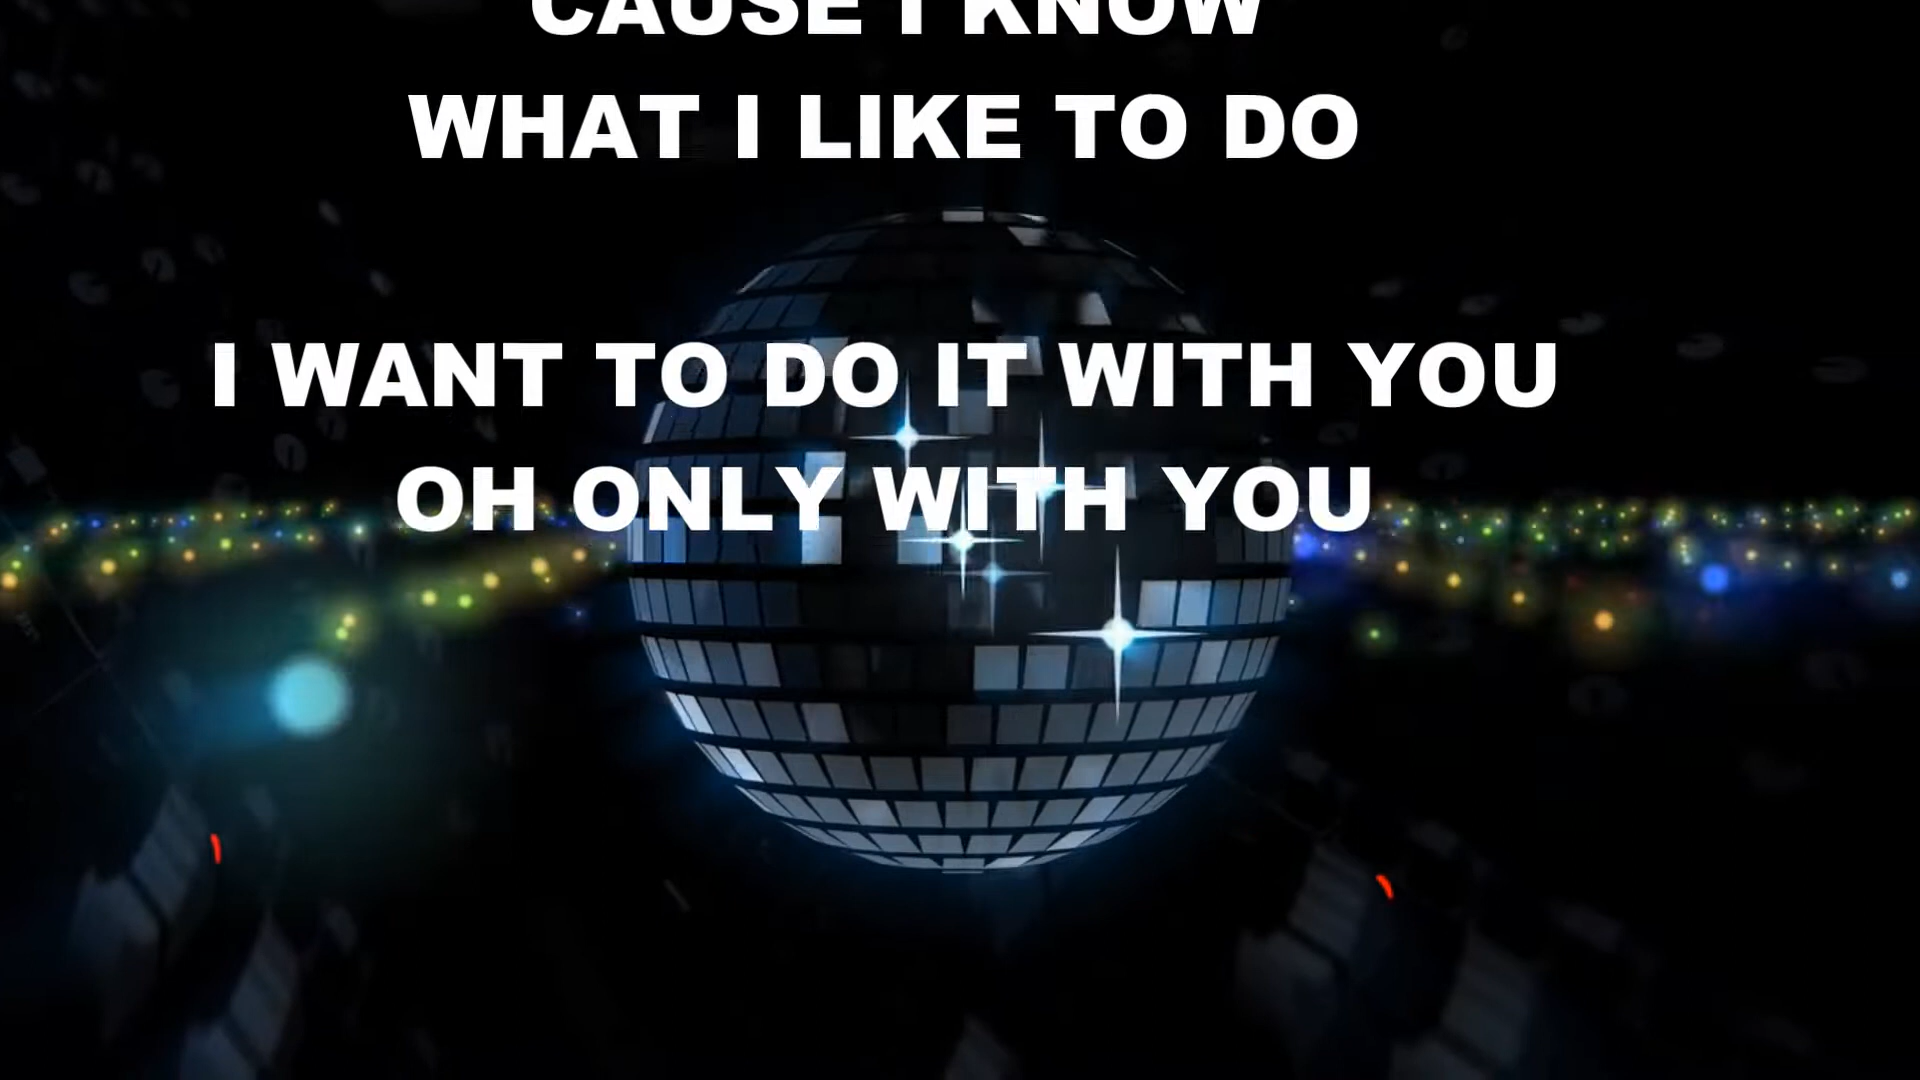 CAUSE I KNOW
WHAT I LIKE TO DO
I WANT TO DO IT WITH YOU
OH ONLY WITH YOU